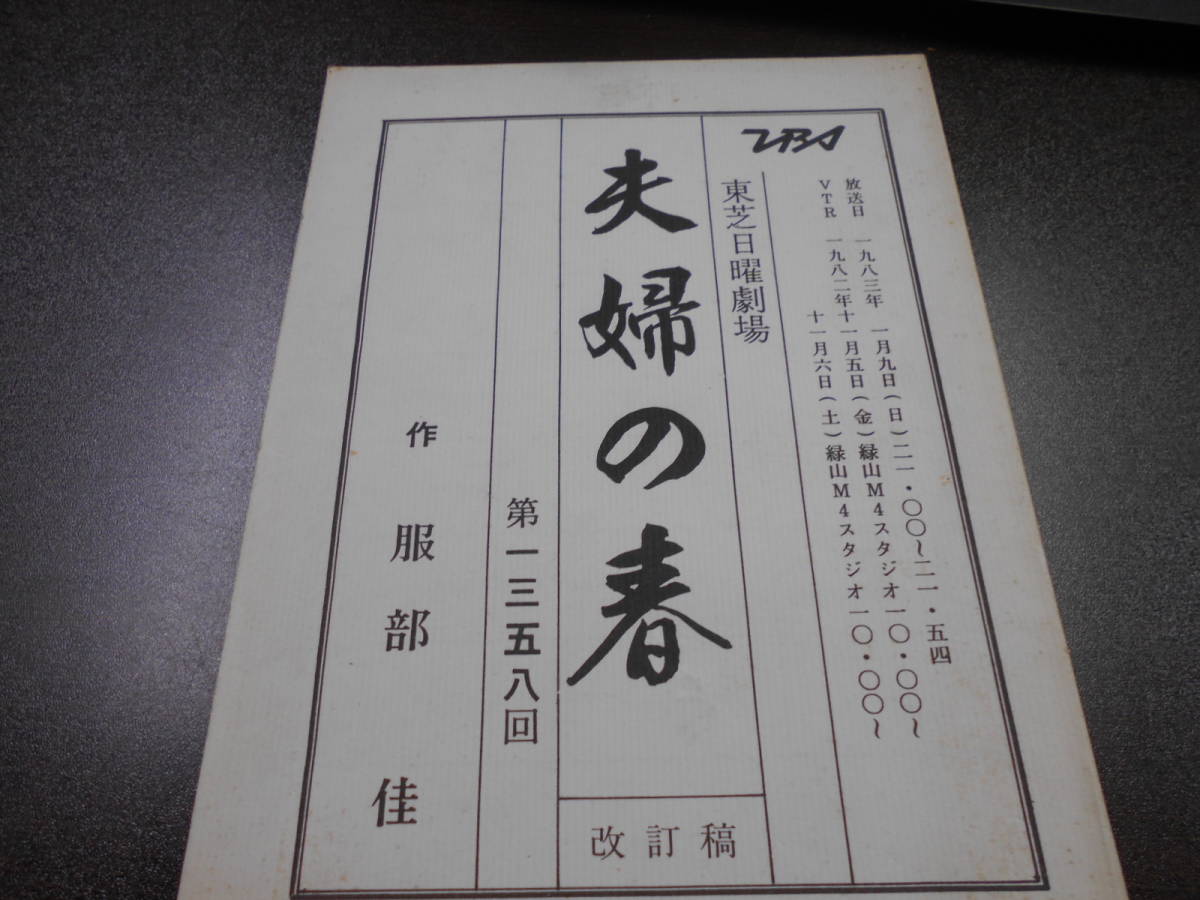 TBS
放送日 一九八三年 一月九日(日)二一・〇〇~二一・五四
VTR 一九八二年十一月五日(金)緑山M4スタジオ一〇・〇〇~
十一月六日(土)緑山M4スタジオ一〇・〇〇~
東芝日曜劇場
夫婦の春
改訂稿
第一三五八回
作 服部 佳